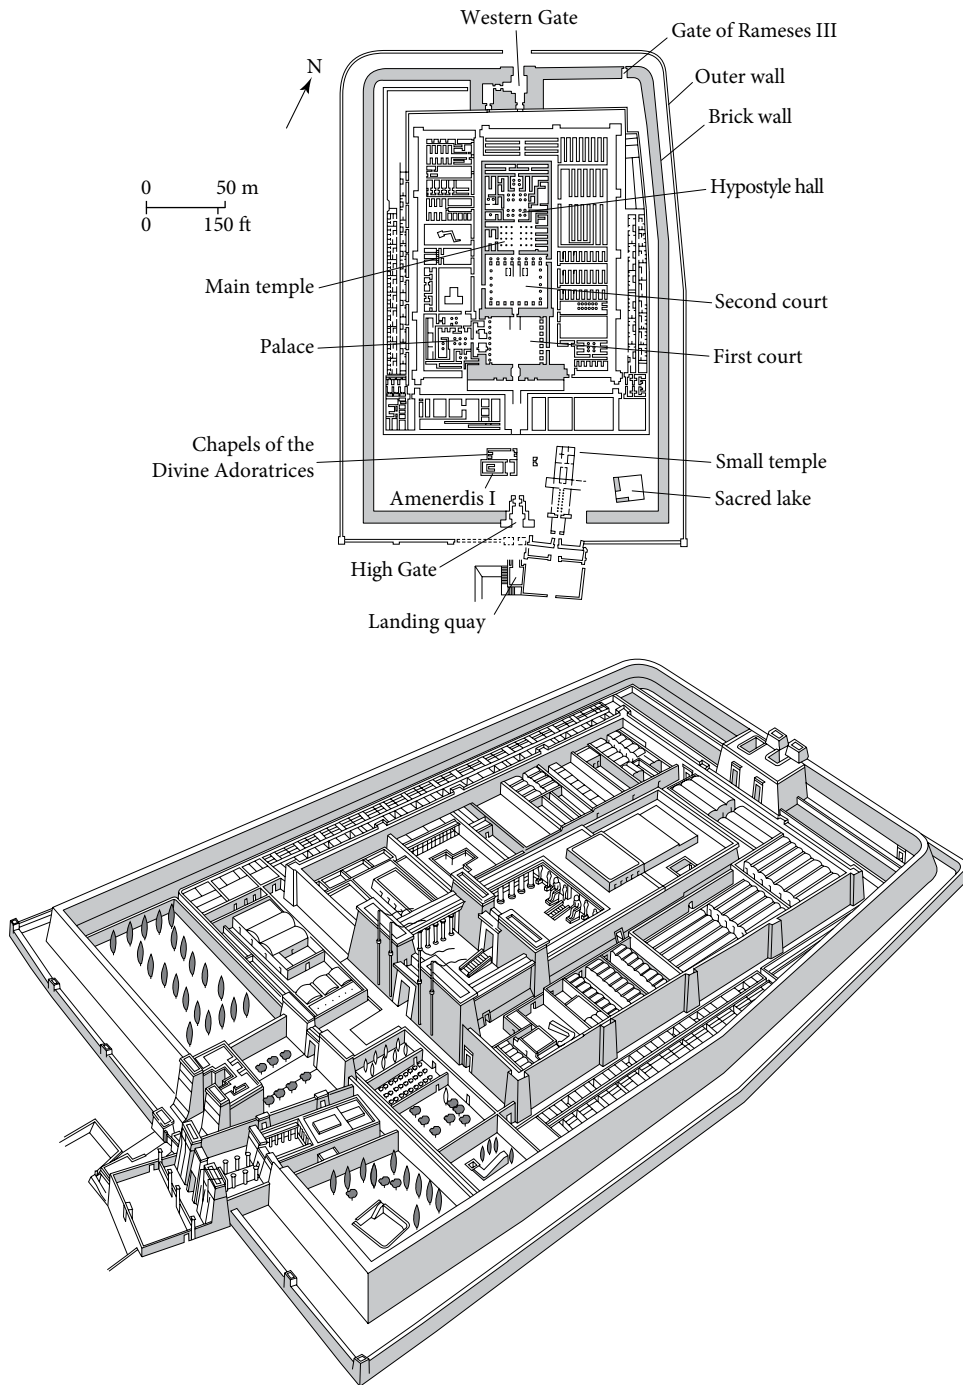 Western Gate
Gate of Rameses III
N
Outer wall
Brick wall
0 50 m
0 150 ft
Hypostyle hall
Main temple
Second court
Palace
First court
Chapels of the
Divine Adoratrices
Small temple
Amenerdis I
Sacred lake
High Gate
Landing quay